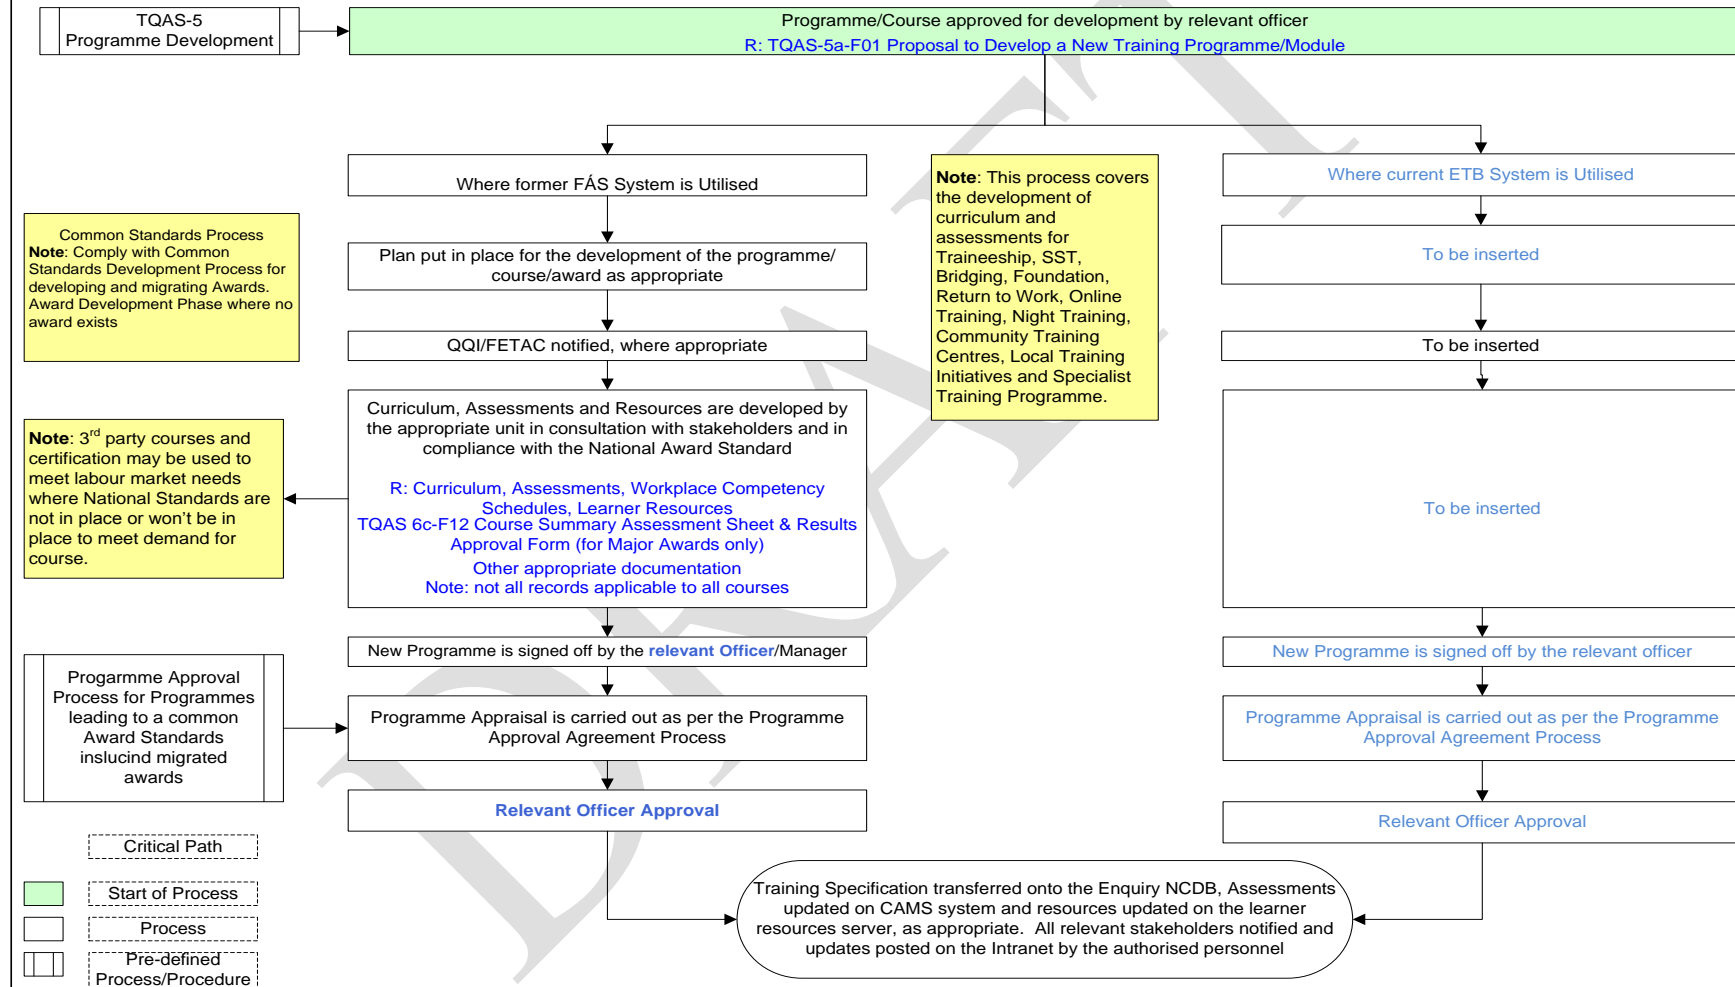 TQAS-5
Programme Development
Programme/Course approved for development by relevant officer
R: TQAS-5a-F01 Proposal to Develop a New Training Programme/Module
DRAFT
Where former FÁS System is Utilised
Note: This process covers
the development of
curriculum and
assessments for
Traineeship, SST,
Bridging, Foundation,
Return to Work, Online
Training, Night Training,
Community Training
Centres, Local Training
Initiatives and Specialist
Training Programme.
Where current ETB System is Utilised
Common Standards Process
Note: Comply with Common
Standards Development Process for
developing and migrating Awards.
Award Development Phase where no
award exists
Plan put in place for the development of the programme/
course/award as appropriate
To be inserted
QQI/FETAC notified, where appropriate
To be inserted
Note: 3rd party courses and
certification may be used to
meet labour market needs
where National Standards are
not in place or won't be in
place to meet demand for
course.
Curriculum, Assessments and Resources are developed by
the appropriate unit in consultation with stakeholders and in
compliance with the National Award Standard
R: Curriculum, Assessments, Workplace Competency
Schedules, Learner Resources
TQAS 6c-F12 Course Summary Assessment Sheet & Results
Approval Form (for Major Awards only)
Other appropriate documentation
Note: not all records applicable to all courses
To be inserted
New Programme is signed off by the relevant Officer/Manager
New Programme is signed off by the relevant officer
Progarmme Approval
Process for Programmes
leading to a common
Award Standards
inslucind migrated
awards
Programme Appraisal is carried out as per the Programme
Approval Agreement Process
Programme Appraisal is carried out as per the Programme
Approval Agreement Process
Relevant Officer Approval
Relevant Officer Approval
Critical Path
Start of Process
Process
Pre-defined
Process/Procedure
Training Specification transferred onto the Enquiry NCDB, Assessments
updated on CAMS system and resources updated on the learner
resources server, as appropriate. All relevant stakeholders notified and
updates posted on the Intranet by the authorised personnel